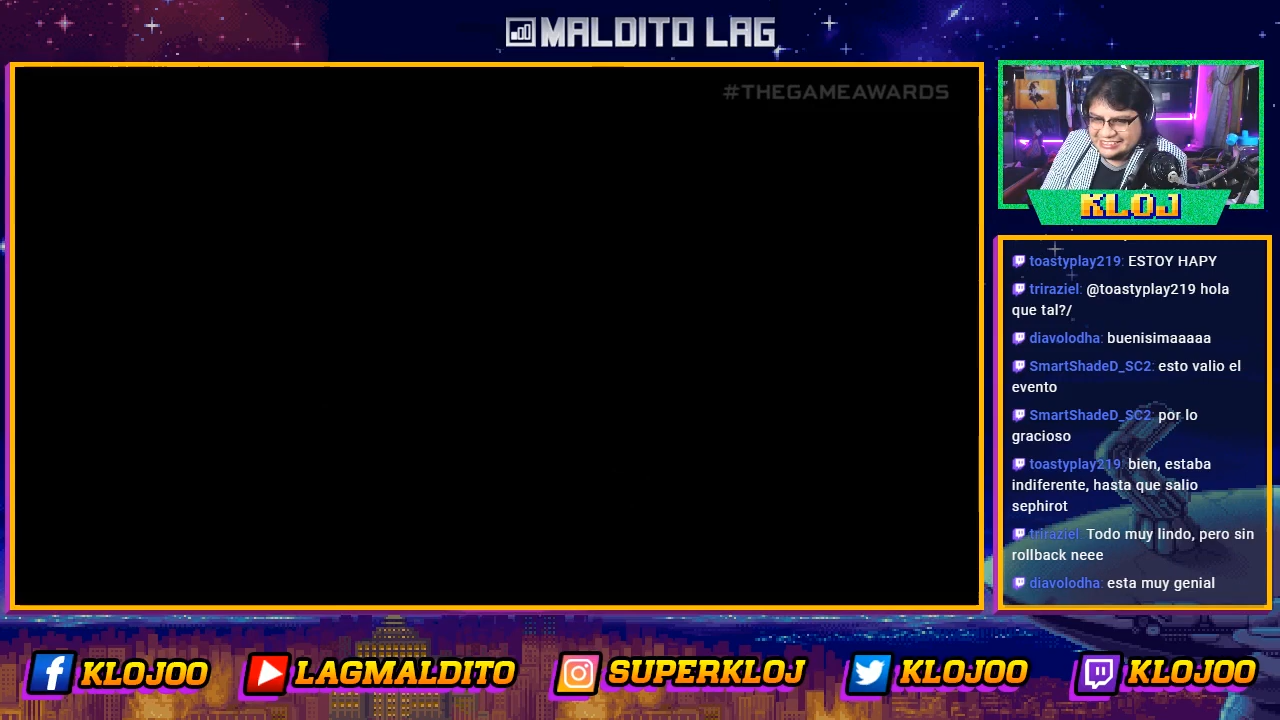 MALDITO LAG
#THEGAMEAWARDS
KLOJ
toastyplay219: ESTOY HAPY
triraziel: @toastyplay219 hola
que tal?/
diavolodha: buenisimaaaaa
SmartShadeD_SC2: esto valio el
evento
SmartShadeD_SC2: por lo
gracioso
toastyplay219: bien, estaba
indiferente, hasta que salio
sephirot
triraziel: Todo muy lindo, pero sin
rollback neee
diavolodha: esta muy genial
KLOJOO
LAGMALDITO
SUPERKLOJ
KLOJOO
KLOJOO